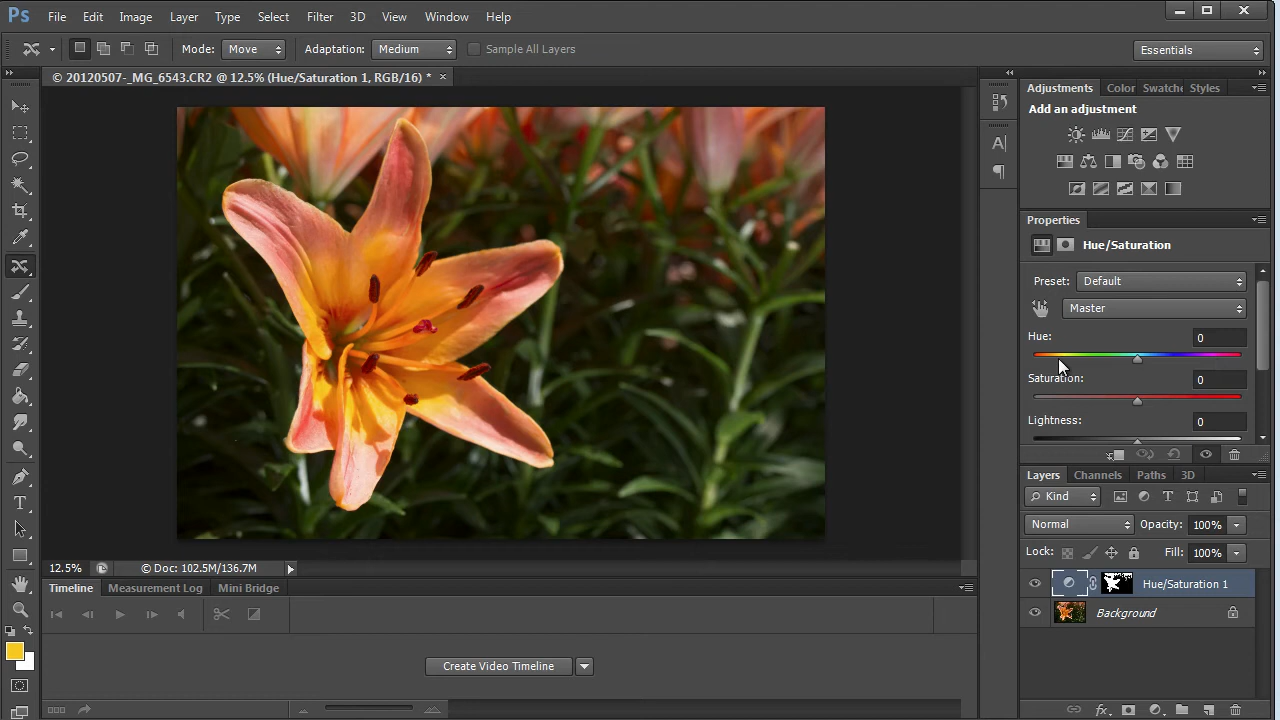 Ps File Edit Image Layer Type Select Filter 3D View Window Help
Mode: Move Adaptation: Medium Sample All Layers Essentials
© 20120507-_MG_6543.CR2 @ 12.5% (Hue/Saturation 1, RGB/16) * ×
Adjustments Color Swatche Styles
Add an adjustment
A
Properties
Hue/Saturation
Preset: Default
Master
Hue: 0
Saturation: 0
Lightness: 0
Layers Channels Paths 3D
Kind
Normal Opacity: 100%
Lock: Fill: 100%
12.5% © Doc: 102.5M/136.7M
Timeline Measurement Log Mini Bridge
Hue/Saturation 1
Background
Create Video Timeline
T
T
fx